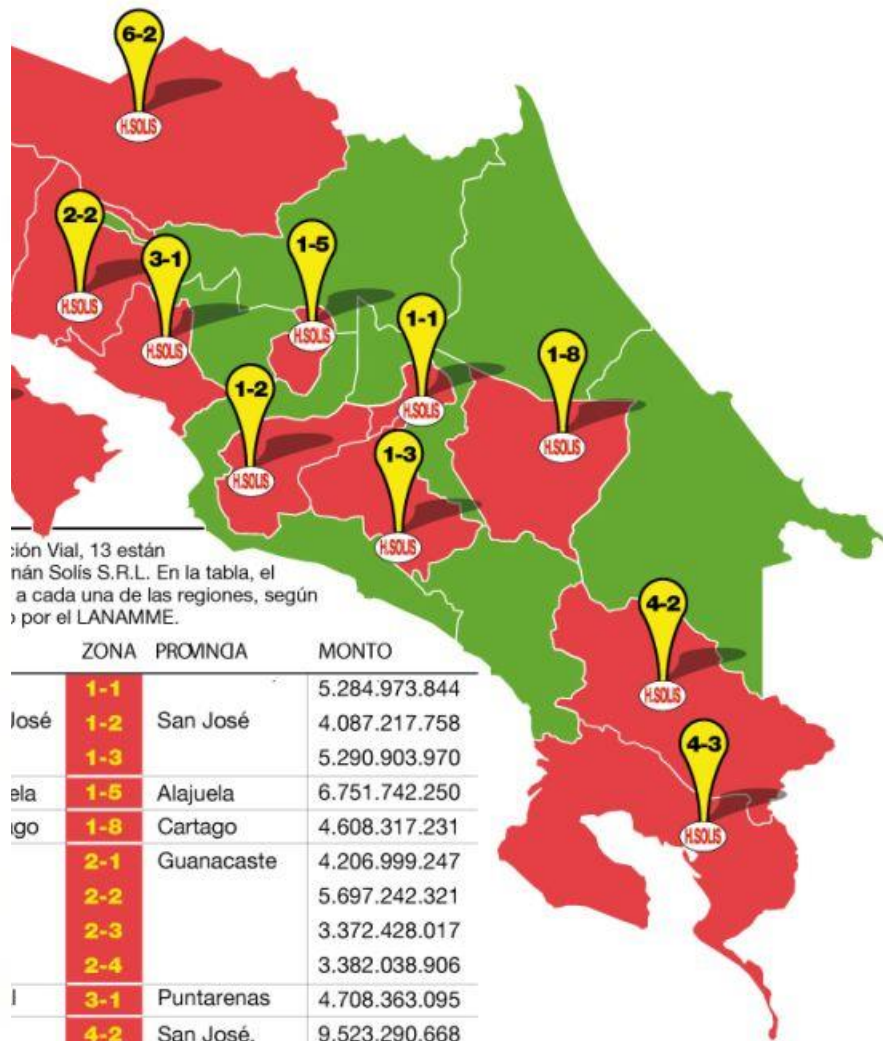 6-2
H.SOLIS
2-2
H.SOLIS
3-1
H.SOLIS
1-5
H.SOLIS
1-1
H.SOLIS
1-8
H.SOLIS
1-2
H.SOLIS
1-3
H.SOLIS
4-2
H.SOLIS
4-3
H.SOLIS
ción Vial, 13 están
nán Solís S.R.L. En la tabla, el
a cada una de las regiones, según
o por el LANAMME.
ZONA PROVINCIA MONTO
1-1 5.284.973.844
José 1-2 San José 4.087.217.758
1-3 5.290.903.970
ela 1-5 Alajuela 6.751.742.250
ago 1-8 Cartago 4.608.317.231
2-1 Guanacaste 4.206.999.247
2-2 5.697.242.321
2-3 3.372.428.017
2-4 3.382.038.906
l 3-1 Puntarenas 4.708.363.095
4-2 San José, 9.523.290.668